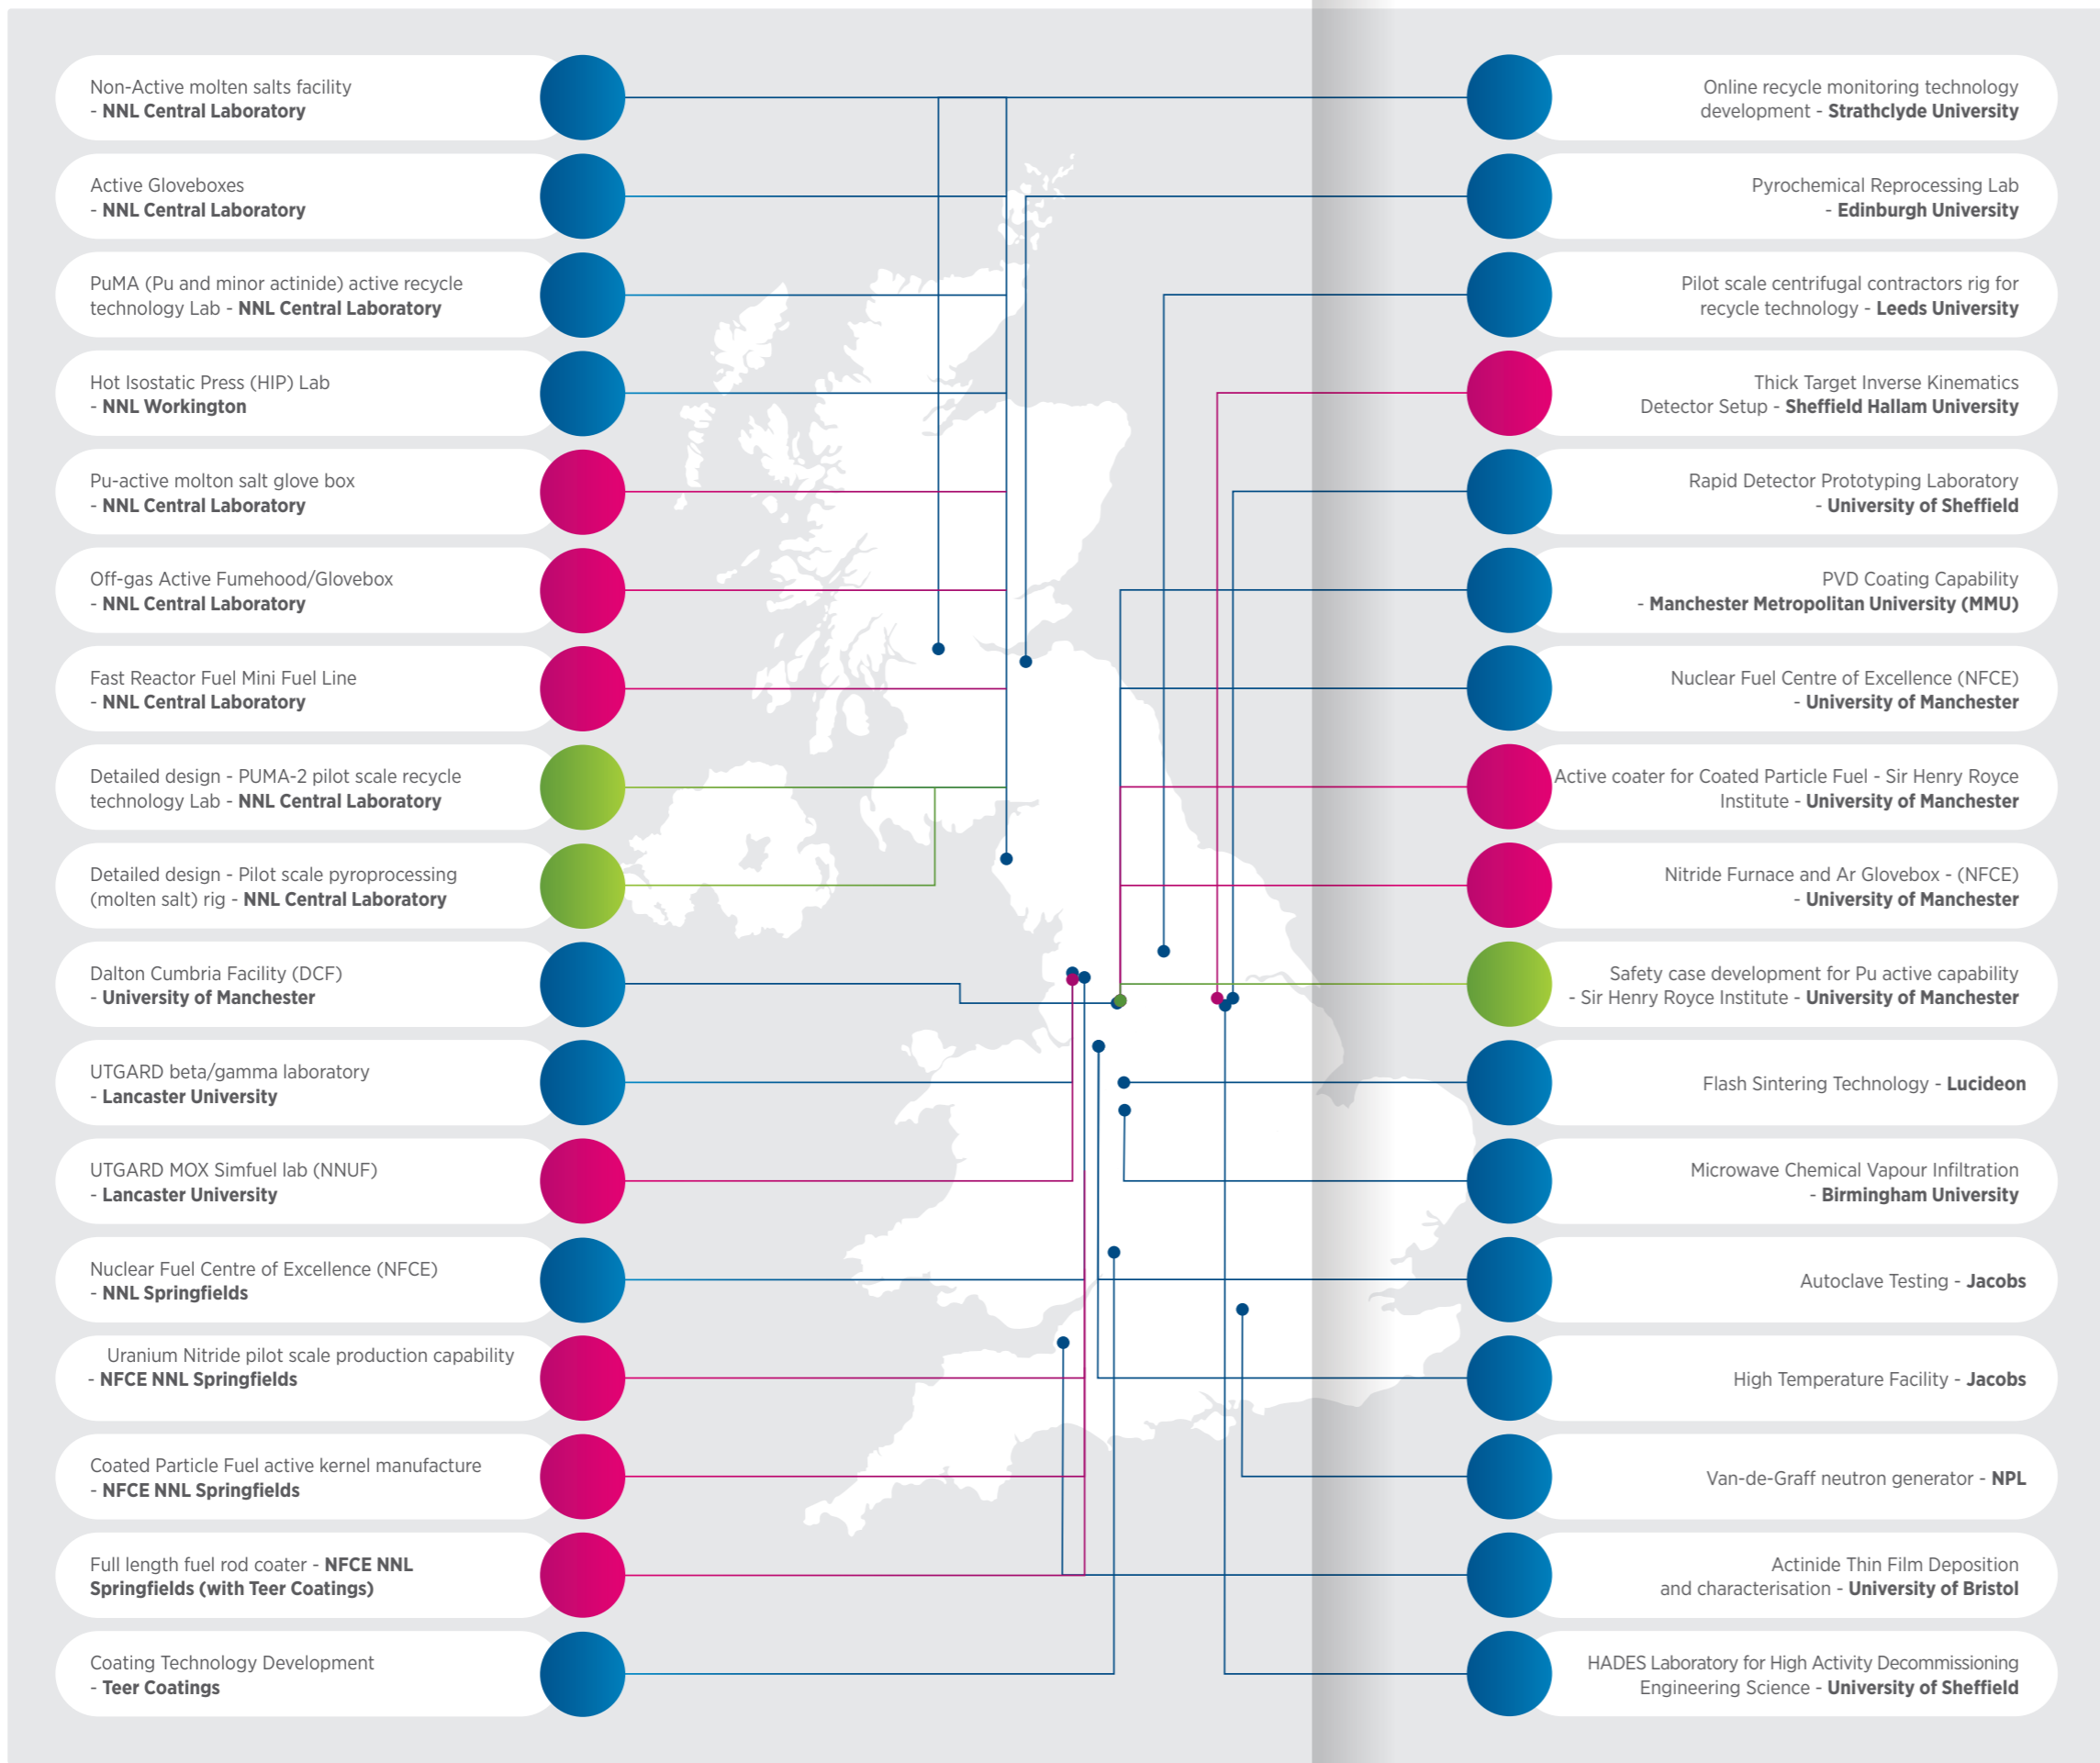 Non-Active molten salts facility
- NNL Central Laboratory
Active Gloveboxes
- NNL Central Laboratory
PuMA (Pu and minor actinide) active recycle
technology Lab - NNL Central Laboratory
Hot Isostatic Press (HIP) Lab
- NNL Workington
Pu-active molton salt glove box
- NNL Central Laboratory
Off-gas Active Fumehood/Glovebox
- NNL Central Laboratory
Fast Reactor Fuel Mini Fuel Line
- NNL Central Laboratory
Detailed design - PUMA-2 pilot scale recycle
technology Lab - NNL Central Laboratory
Detailed design - Pilot scale pyroprocessing
(molten salt) rig - NNL Central Laboratory
Dalton Cumbria Facility (DCF)
- University of Manchester
UTGARD beta/gamma laboratory
- Lancaster University
UTGARD MOX Simfuel lab (NNUF)
- Lancaster University
Nuclear Fuel Centre of Excellence (NFCE)
- NNL Springfields
Uranium Nitride pilot scale production capability
- NFCE NNL Springfields
Coated Particle Fuel active kernel manufacture
- NFCE NNL Springfields
Full length fuel rod coater - NFCE NNL
Springfields (with Teer Coatings)
Coating Technology Development
- Teer Coatings
Online recycle monitoring technology
development - Strathclyde University
Pyrochemical Reprocessing Lab
- Edinburgh University
Pilot scale centrifugal contractors rig for
recycle technology - Leeds University
Thick Target Inverse Kinematics
Detector Setup - Sheffield Hallam University
Rapid Detector Prototyping Laboratory
- University of Sheffield
PVD Coating Capability
- Manchester Metropolitan University (MMU)
Nuclear Fuel Centre of Excellence (NFCE)
- University of Manchester
Active coater for Coated Particle Fuel - Sir Henry Royce
Institute - University of Manchester
Nitride Furnace and Ar Glovebox - (NFCE)
- University of Manchester
Safety case development for Pu active capability
- Sir Henry Royce Institute - University of Manchester
Flash Sintering Technology - Lucideon
Microwave Chemical Vapour Infiltration
- Birmingham University
Autoclave Testing - Jacobs
High Temperature Facility - Jacobs
Van-de-Graff neutron generator - NPL
Actinide Thin Film Deposition
and characterisation - University of Bristol
HADES Laboratory for High Activity Decommissioning
Engineering Science - University of Sheffield